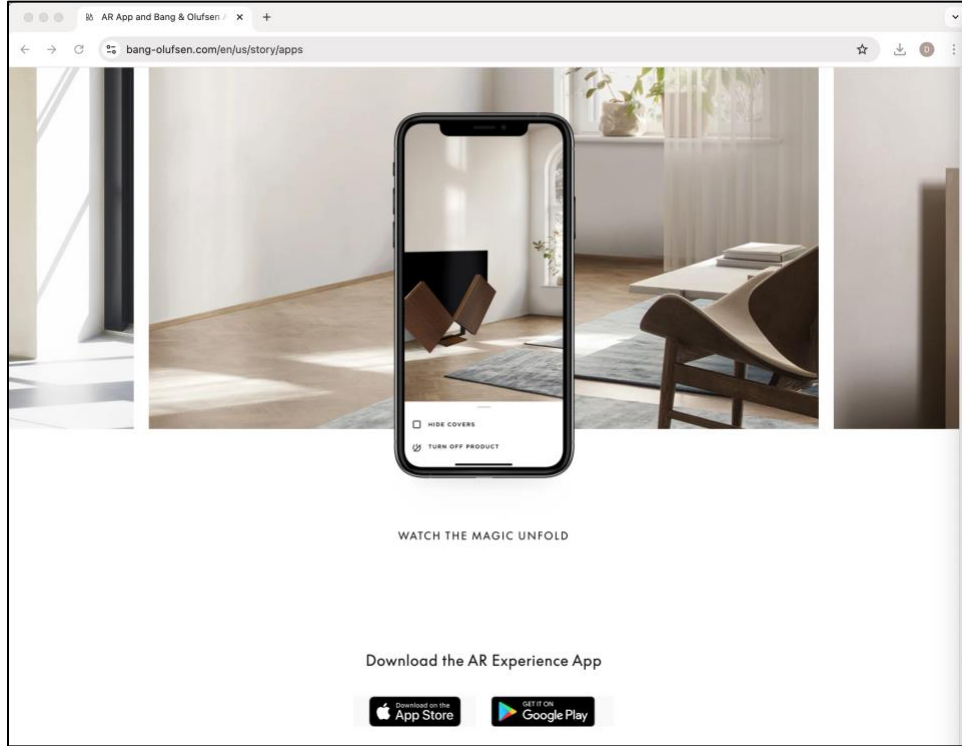 AR App and Bang & Olufsen A
bang-olufsen.com/en/us/story/apps
D
HIDE COVERS
TURN OFF PRODUCT
WATCH THE MAGIC UNFOLD
Download the AR Experience App
Download on the
App Store
GET IT ON
Google Play